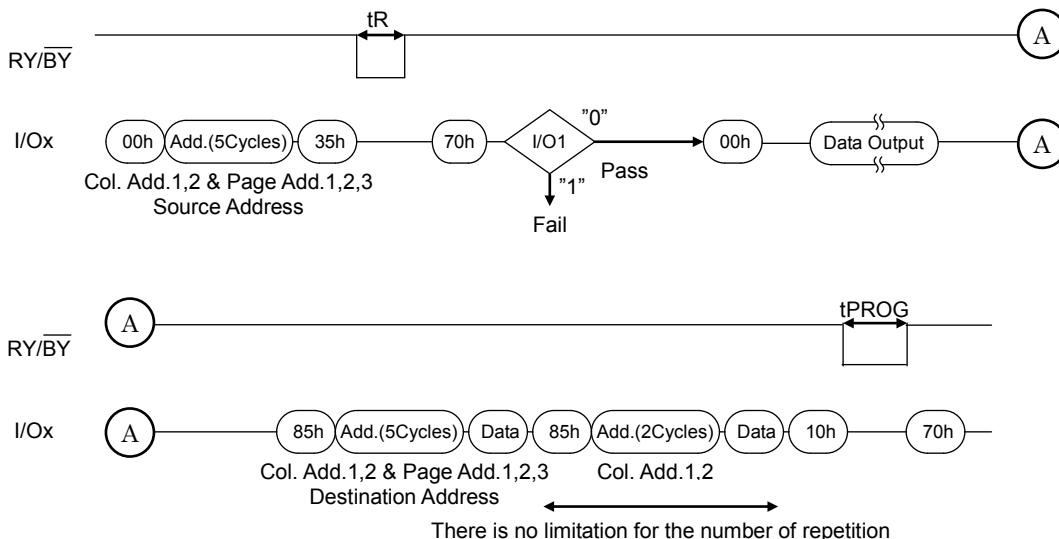 tR
A
RY/BY
I/Ox
00h Add.(5Cycles) 35h 70h I/O1 "0" 00h Data Output A
Pass
"1"
Col. Add.1,2 & Page Add.1,2,3
Source Address
Fail
tPROG
A
RY/BY
I/Ox A 85h Add.(5Cycles) Data 85h Add.(2Cycles) Data 10h 70h
Col. Add.1,2 & Page Add.1,2,3 Col. Add.1,2
Destination Address
There is no limitation for the number of repetition